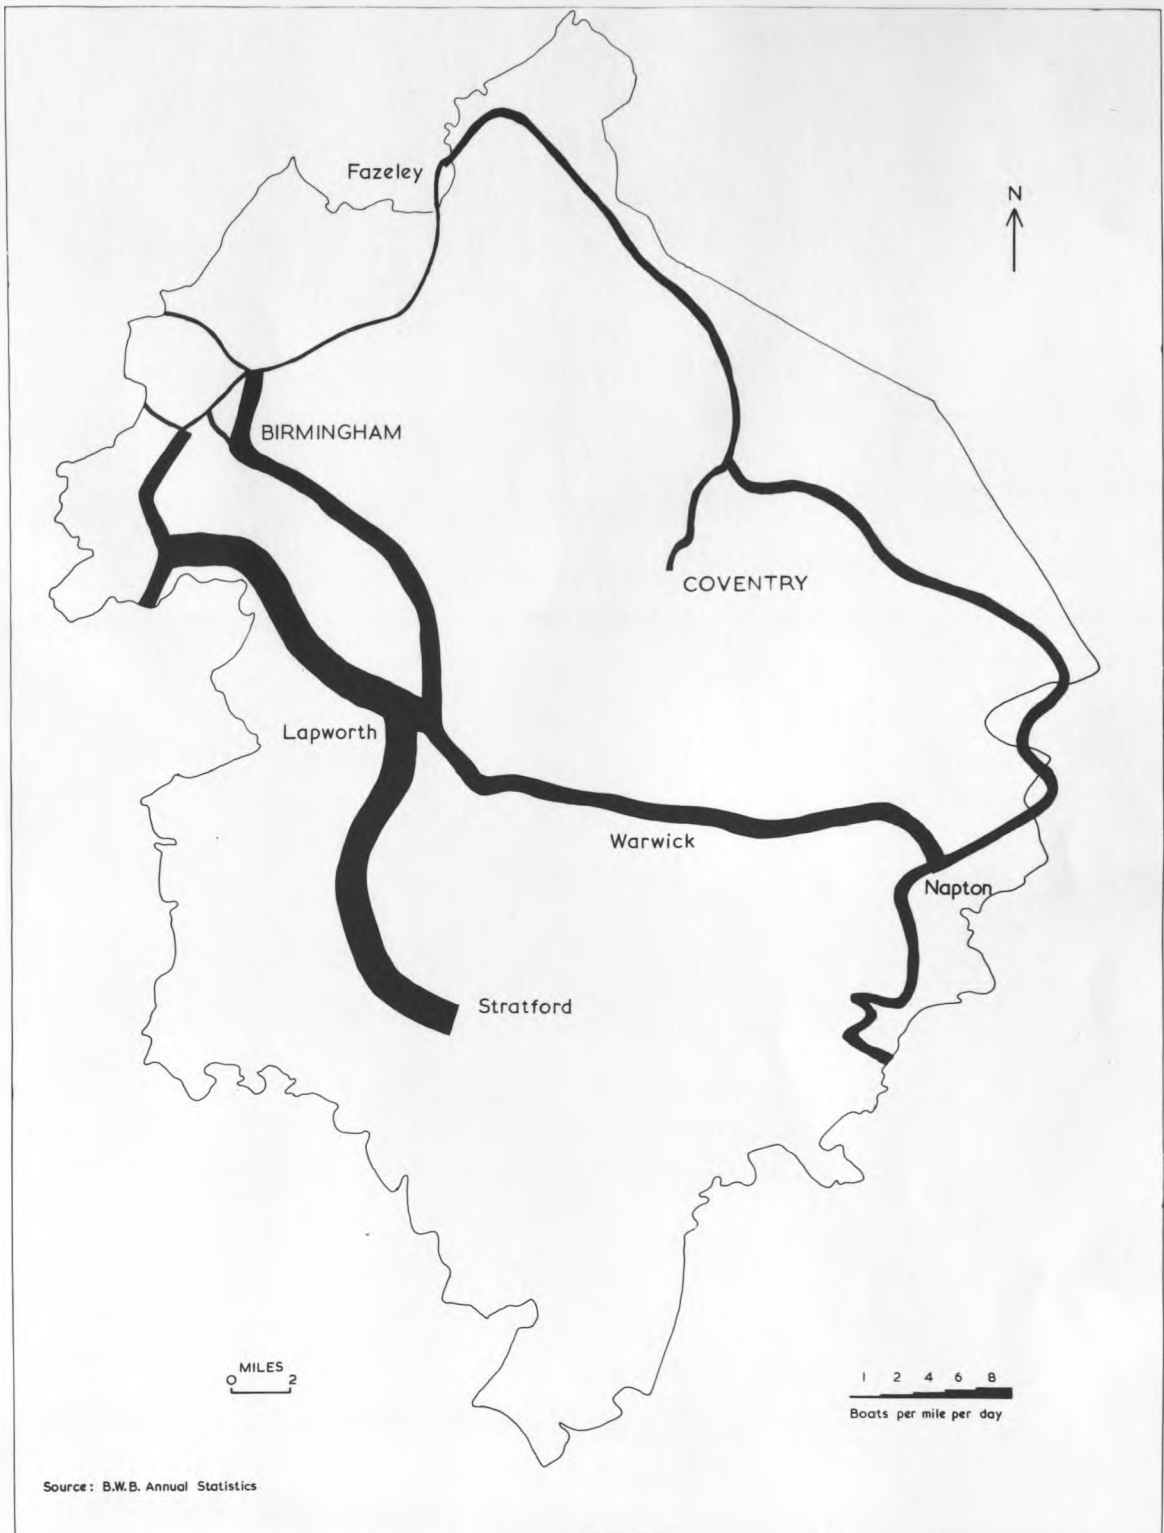 Fazeley
N
BIRMINGHAM
COVENTRY
Lapworth
Warwick
Napton
Stratford
MILES
0 2
1 2 4 6 8
Boats per mile per day
Source: B.W.B. Annual Statistics